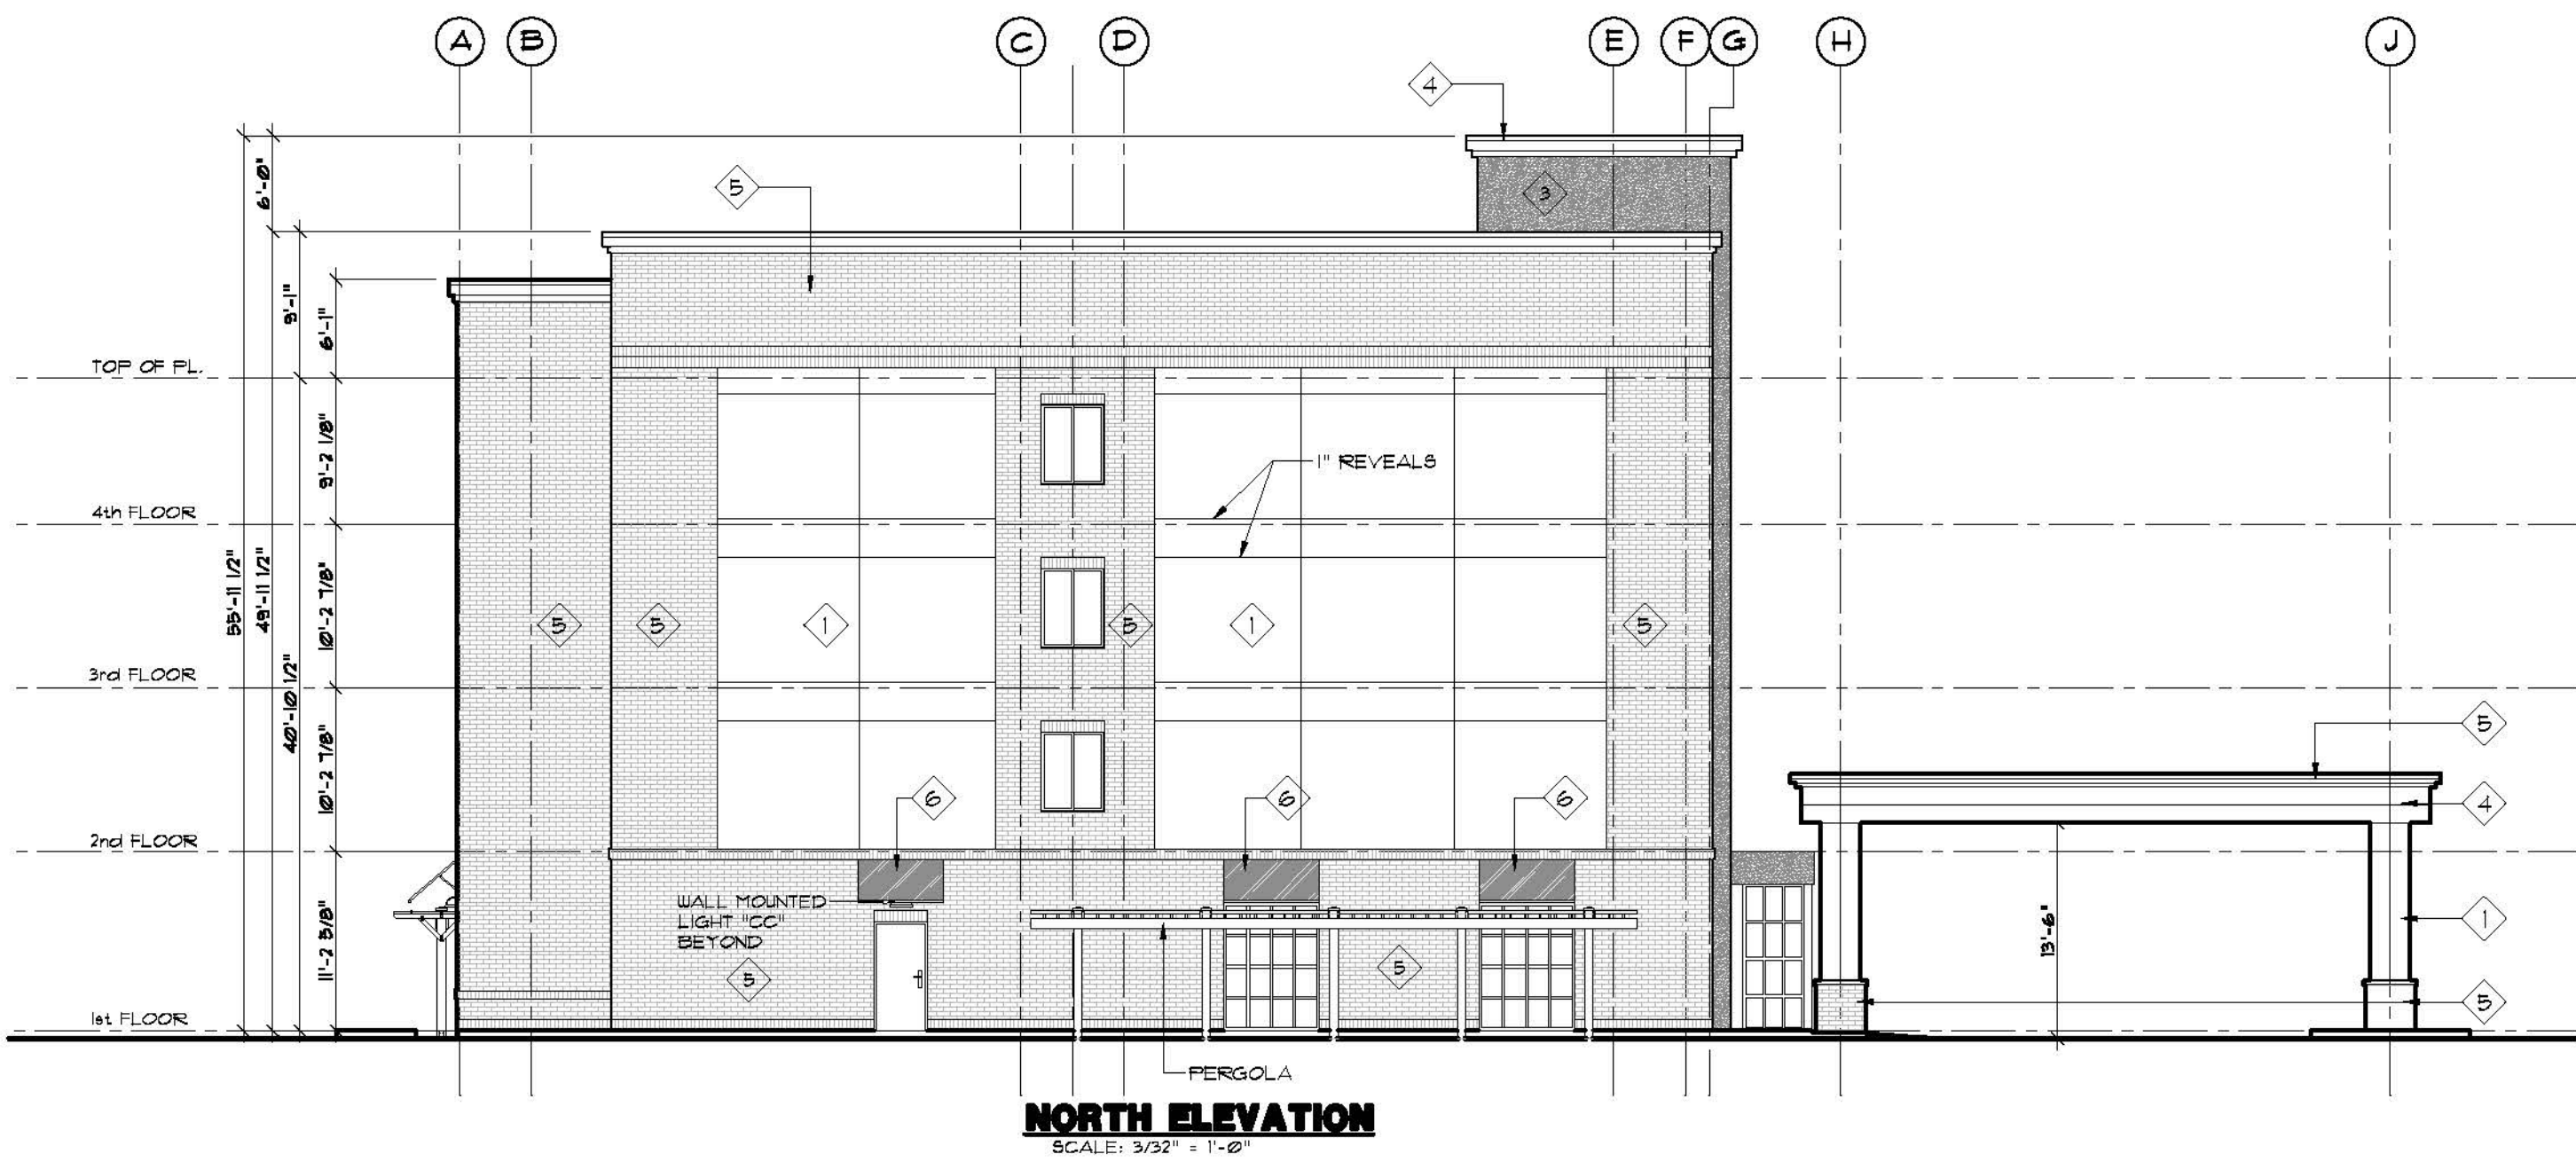 A B C D E F G H J
4
6'-0"
5
3
9'-1"
6'-1"
TOP OF PL.
9'-2 1/8"
1" REVEALS
4th FLOOR
55'-11 1/2"
49'-11 1/2"
10'-2 7/8"
5 5 1 5 1 5
3rd FLOOR
40'-10 1/2"
10'-2 7/8"
5
6 6 6
4
2nd FLOOR
WALL MOUNTED
LIGHT "CC"
BEYOND
11'-2 3/8"
1
13'-6"
5 5
5
1st FLOOR
PERGOLA
NORTH ELEVATION
SCALE: 3/32" = 1'-0"